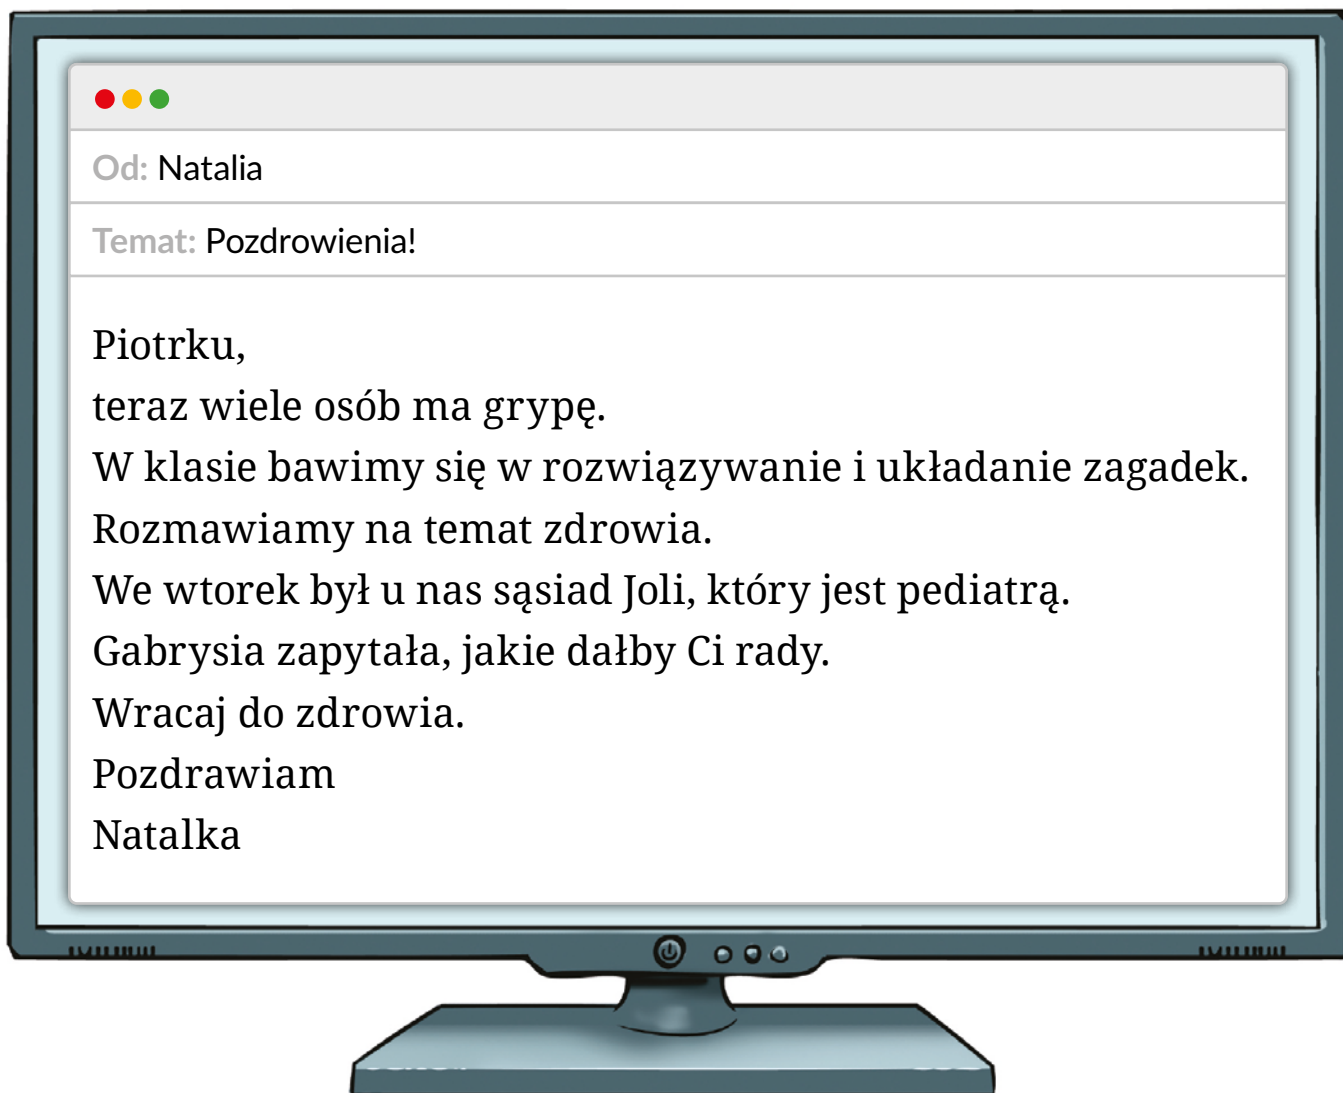 Od: Natalia
Temat: Pozdrowienia!
Piotrku,
teraz wiele osób ma grypę.
W klasie bawimy się w rozwiązywanie i układanie zagadek.
Rozmawiamy na temat zdrowia.
We wtorek był u nas sąsiad Joli, który jest pediatrą.
Gabrysia zapytała, jakie dałby Ci rady.
Wracaj do zdrowia.
Pozdrawiam
Natalka